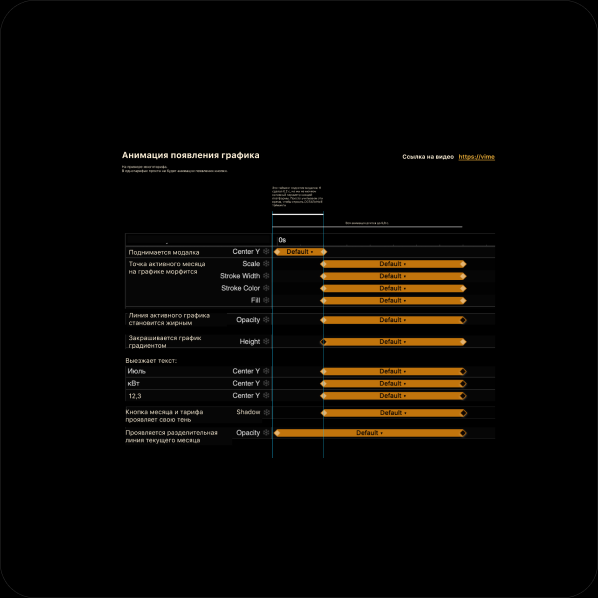 Анимация появления графика
Ссылка на видео https://vime
0s
Поднимается модалка Center Y Default
Точка активного месяца
на графике морфится
Scale Default
Stroke Width Default
Stroke Color Default
Fill Default
Линия активного графика
становится жирным
Opacity Default
Закрашивается график
градиентом
Height Default
Выезжает текст:
Июль Center Y Default
кВт Center Y Default
12,3 Center Y Default
Кнопка месяца и тарифа
проявляет свою тень
Shadow Default
Проявляется разделительная
линия текущего месяца
Opacity Default